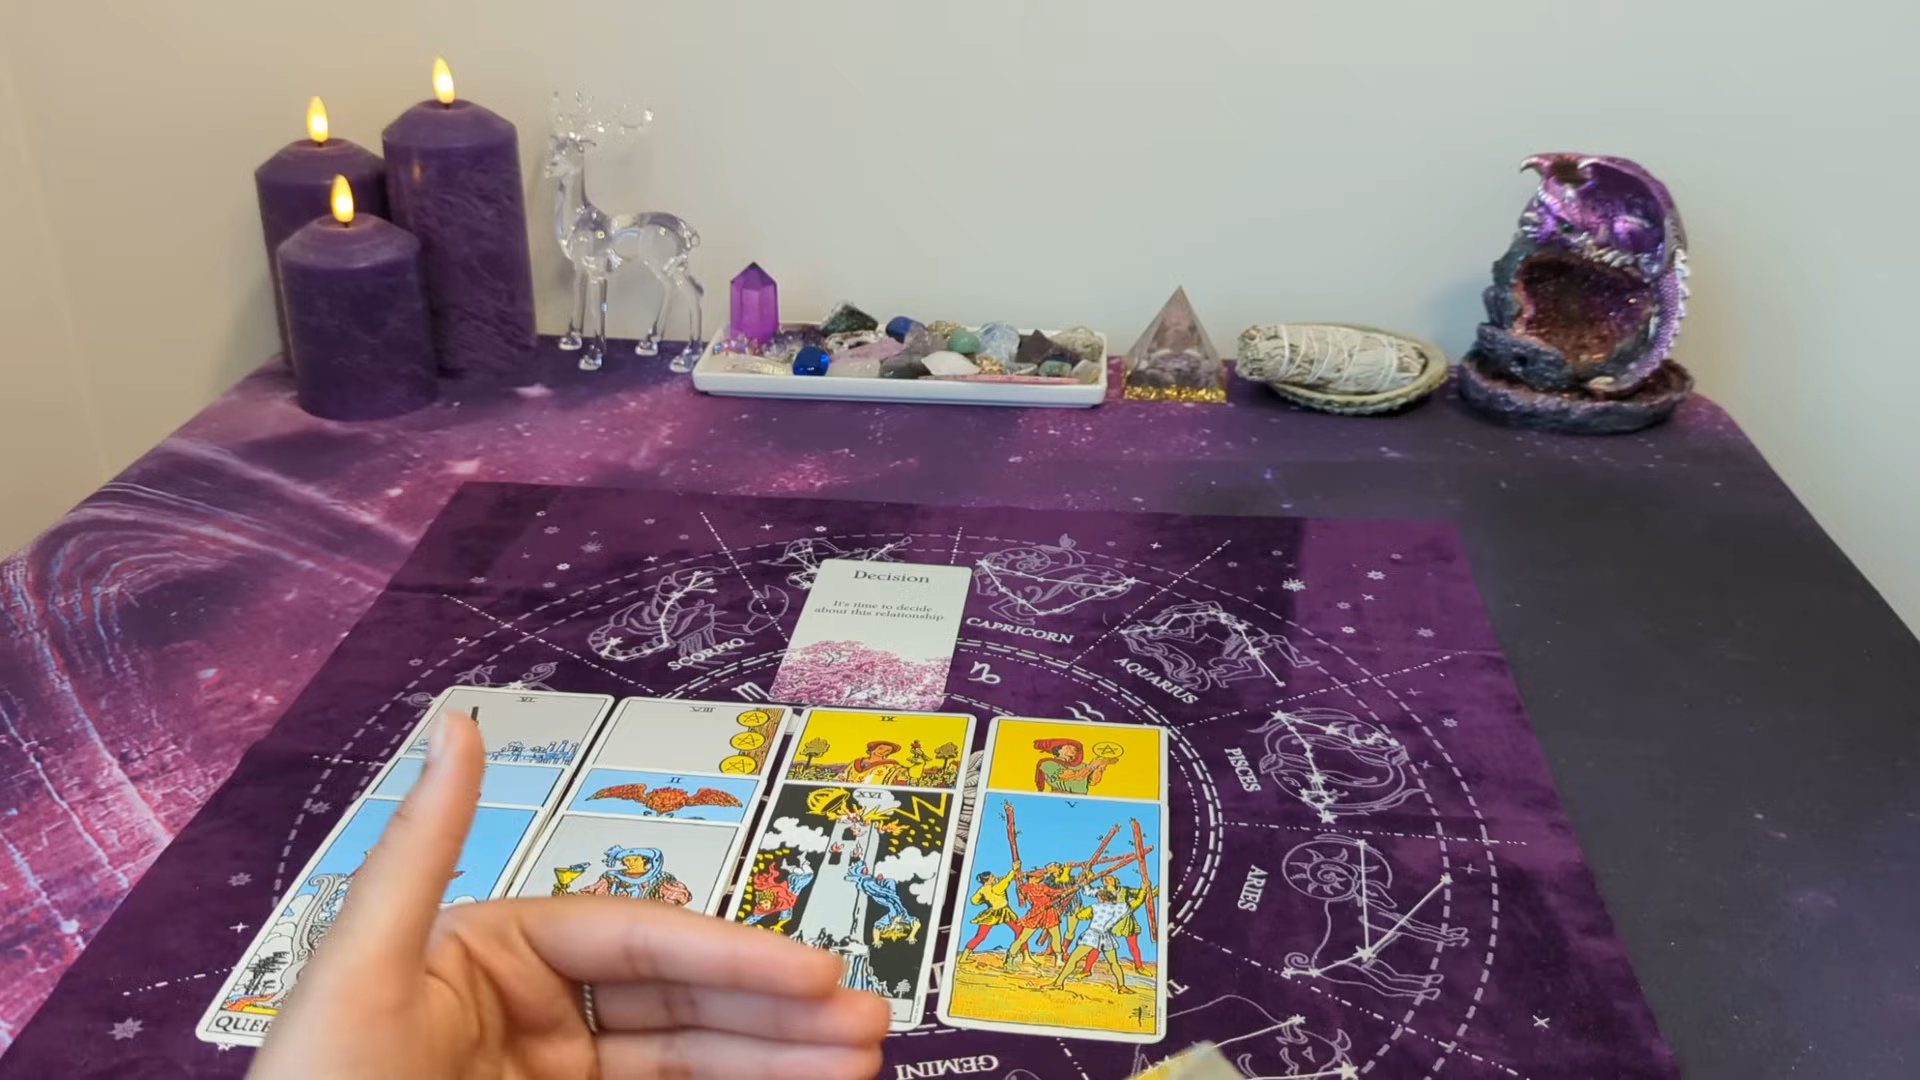 Decision
It's time to decide
about this relationship.
CAPRICORN
SCORPIO
AQUARIUS
VI
VIII
IX
PISCES
II
XVI
V
ARIES
QUEE
GEMINI